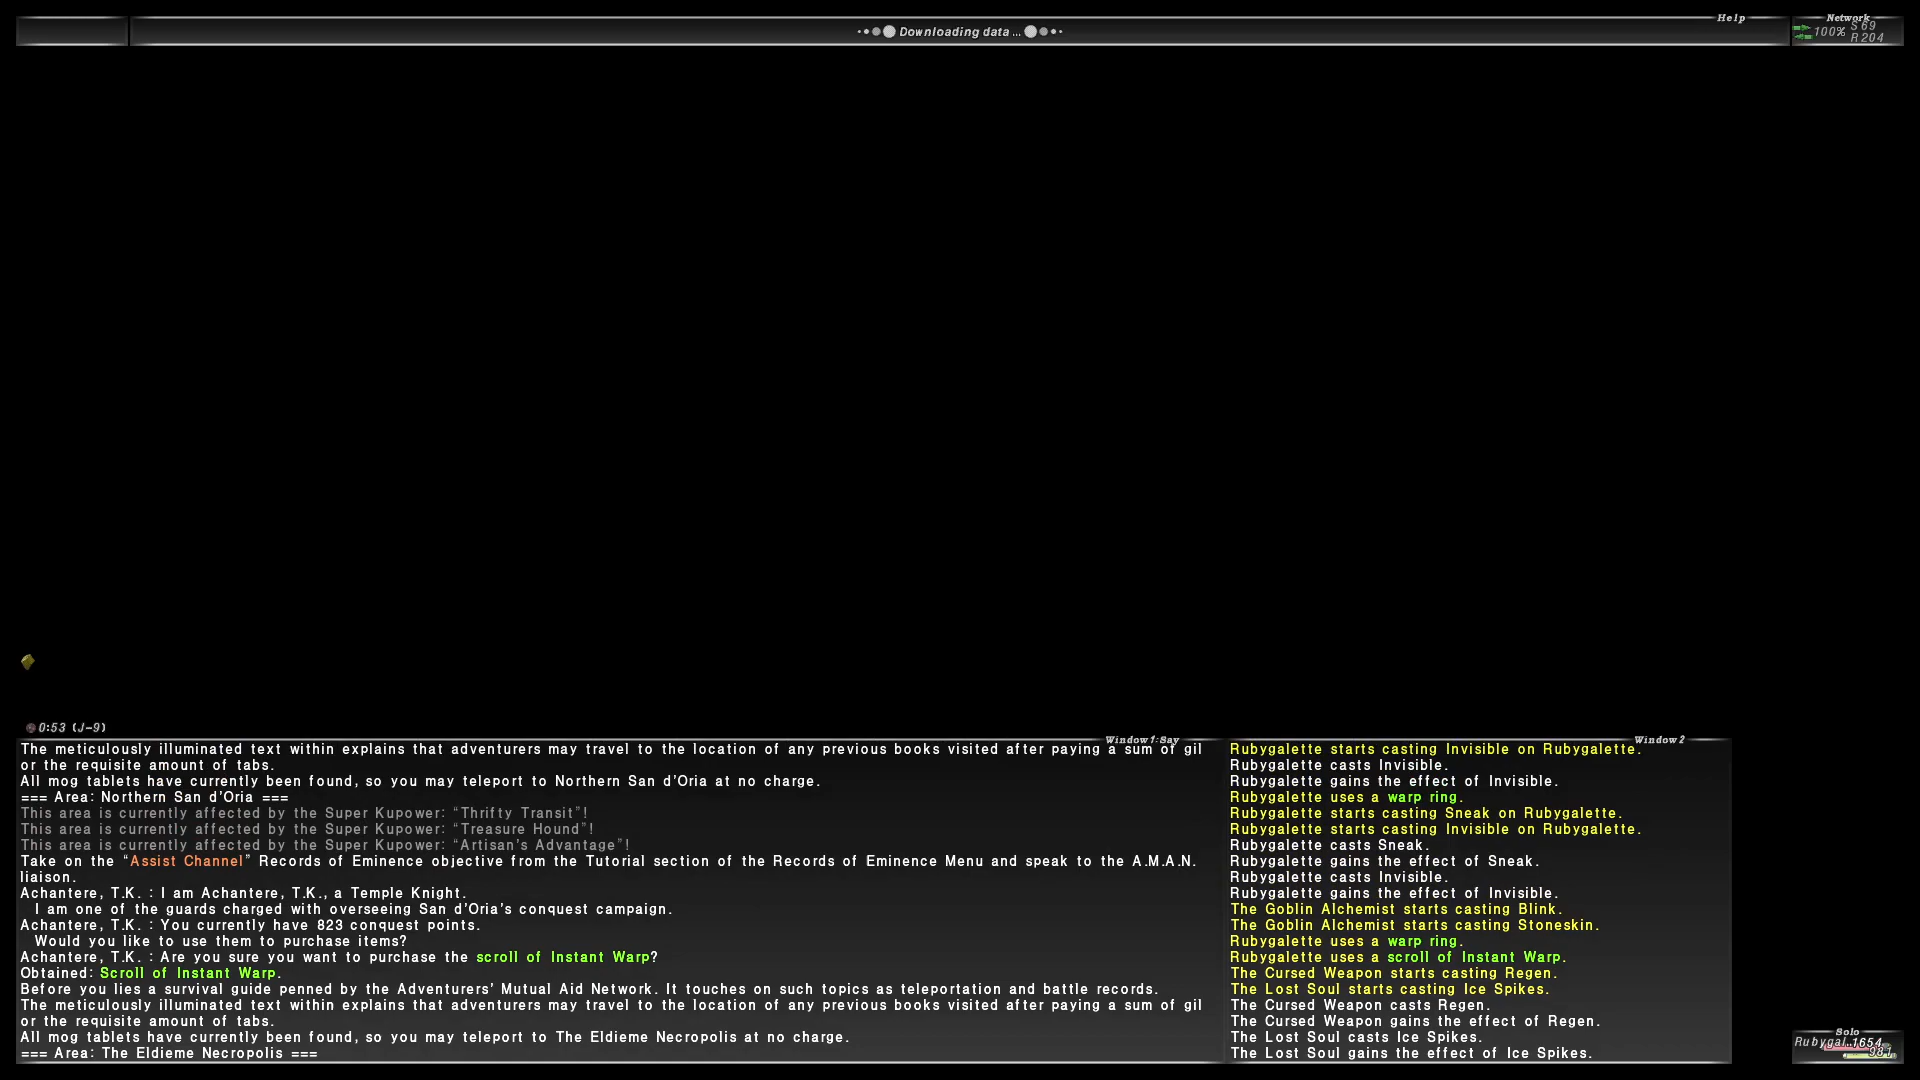 Help
Network
Downloading data ...
100% S 69
R 204
0:53 (J-9)
Window1:Say
The meticulously illuminated text within explains that adventurers may travel to the location of any previous books visited after paying a sum of gil
or the requisite amount of tabs.
All mog tablets have currently been found, so you may teleport to Northern San d'Oria at no charge.
=== Area: Northern San d'Oria ===
This area is currently affected by the Super Kupower: “Thrifty Transit”!
This area is currently affected by the Super Kupower: “Treasure Hound”!
This area is currently affected by the Super Kupower: “Artisan's Advantage”!
Take on the “Assist Channel” Records of Eminence objective from the Tutorial section of the Records of Eminence Menu and speak to the A.M.A.N.
liaison.
Achantere, T.K. : I am Achantere, T.K., a Temple Knight.
I am one of the guards charged with overseeing San d'Oria's conquest campaign.
Achantere, T.K. : You currently have 823 conquest points.
Would you like to use them to purchase items?
Achantere, T.K. : Are you sure you want to purchase the scroll of Instant Warp?
Obtained: Scroll of Instant Warp.
Before you lies a survival guide penned by the Adventurers' Mutual Aid Network. It touches on such topics as teleportation and battle records.
The meticulously illuminated text within explains that adventurers may travel to the location of any previous books visited after paying a sum of gil
or the requisite amount of tabs.
All mog tablets have currently been found, so you may teleport to The Eldieme Necropolis at no charge.
=== Area: The Eldieme Necropolis ===
Window2
Rubygalette starts casting Invisible on Rubygalette.
Rubygalette casts Invisible.
Rubygalette gains the effect of Invisible.
Rubygalette uses a warp ring.
Rubygalette starts casting Sneak on Rubygalette.
Rubygalette starts casting Invisible on Rubygalette.
Rubygalette casts Sneak.
Rubygalette gains the effect of Sneak.
Rubygalette casts Invisible.
Rubygalette gains the effect of Invisible.
The Goblin Alchemist starts casting Blink.
The Goblin Alchemist starts casting Stoneskin.
Rubygalette uses a warp ring.
Rubygalette uses a scroll of Instant Warp.
The Cursed Weapon starts casting Regen.
The Lost Soul starts casting Ice Spikes.
The Cursed Weapon casts Regen.
The Cursed Weapon gains the effect of Regen.
The Lost Soul casts Ice Spikes.
The Lost Soul gains the effect of Ice Spikes.
Solo
Rubygal..1654
981